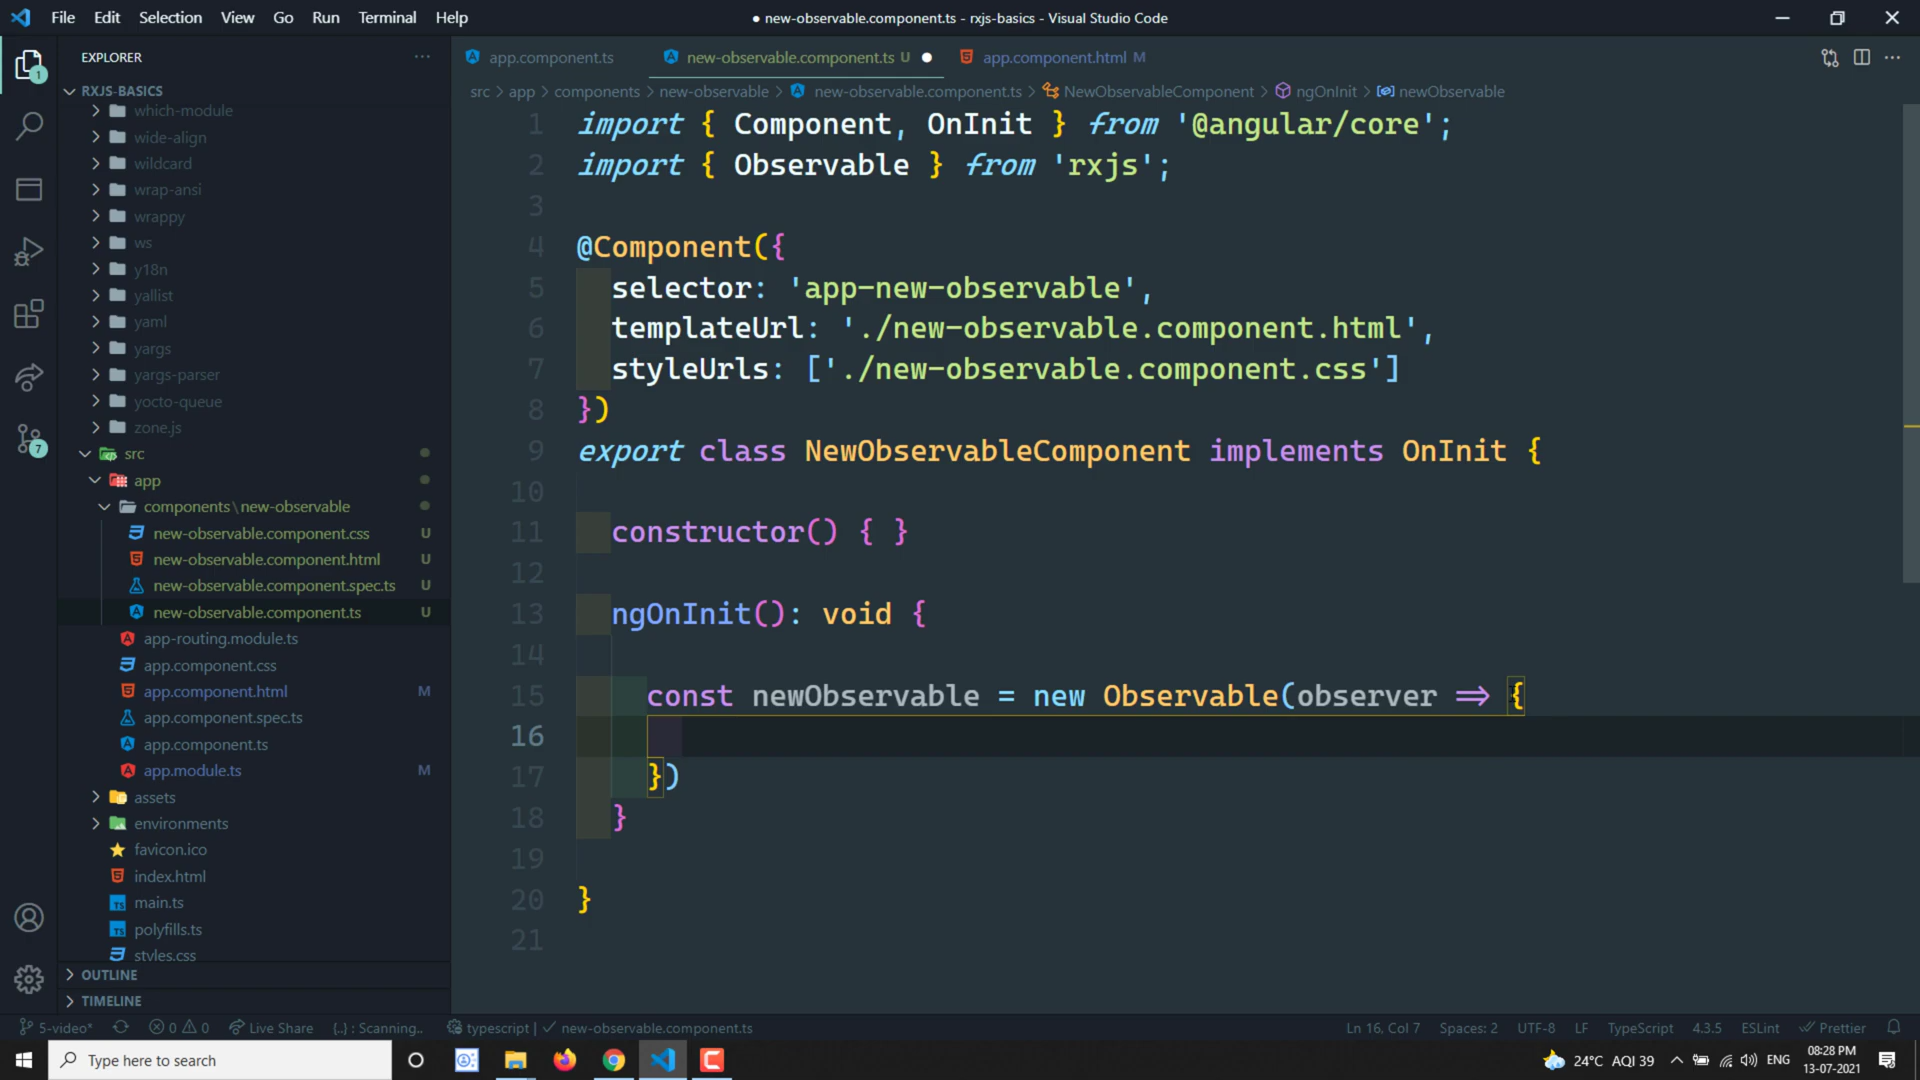 File Edit Selection View Go Run Terminal Help
● new-observable.component.ts - rxjs-basics - Visual Studio Code
EXPLORER
RXJS-BASICS
which-module
wide-align
wildcard
wrap-ansi
wrappy
ws
y18n
yallist
yaml
yargs
yargs-parser
yocto-queue
zone.js
src
app
components\new-observable
new-observable.component.css U
new-observable.component.html U
new-observable.component.spec.ts U
new-observable.component.ts U
app-routing.module.ts
app.component.css
app.component.html M
app.component.spec.ts
app.component.ts
app.module.ts M
assets
environments
favicon.ico
index.html
main.ts
polyfills.ts
styles.css
OUTLINE
TIMELINE
1
7
app.component.ts new-observable.component.ts U ● app.component.html M
src > app > components > new-observable > new-observable.component.ts > NewObservableComponent > ngOnInit > newObservable
1 import { Component, OnInit } from '@angular/core';
2 import { Observable } from 'rxjs';
3
4 @Component({
5 selector: 'app-new-observable',
6 templateUrl: './new-observable.component.html',
7 styleUrls: ['./new-observable.component.css']
8 })
9 export class NewObservableComponent implements OnInit {
10
11 constructor() { }
12
13 ngOnInit(): void {
14
15 const newObservable = new Observable(observer => {
16
17 })
18 }
19
20 }
21
5-video* 0 0 Live Share {..} : Scanning.. typescript | ✓ new-observable.component.ts Ln 16, Col 7 Spaces: 2 UTF-8 LF TypeScript 4.3.5 ESLint Prettier
Type here to search
24°C AQI 39 ENG 08:28 PM
13-07-2021